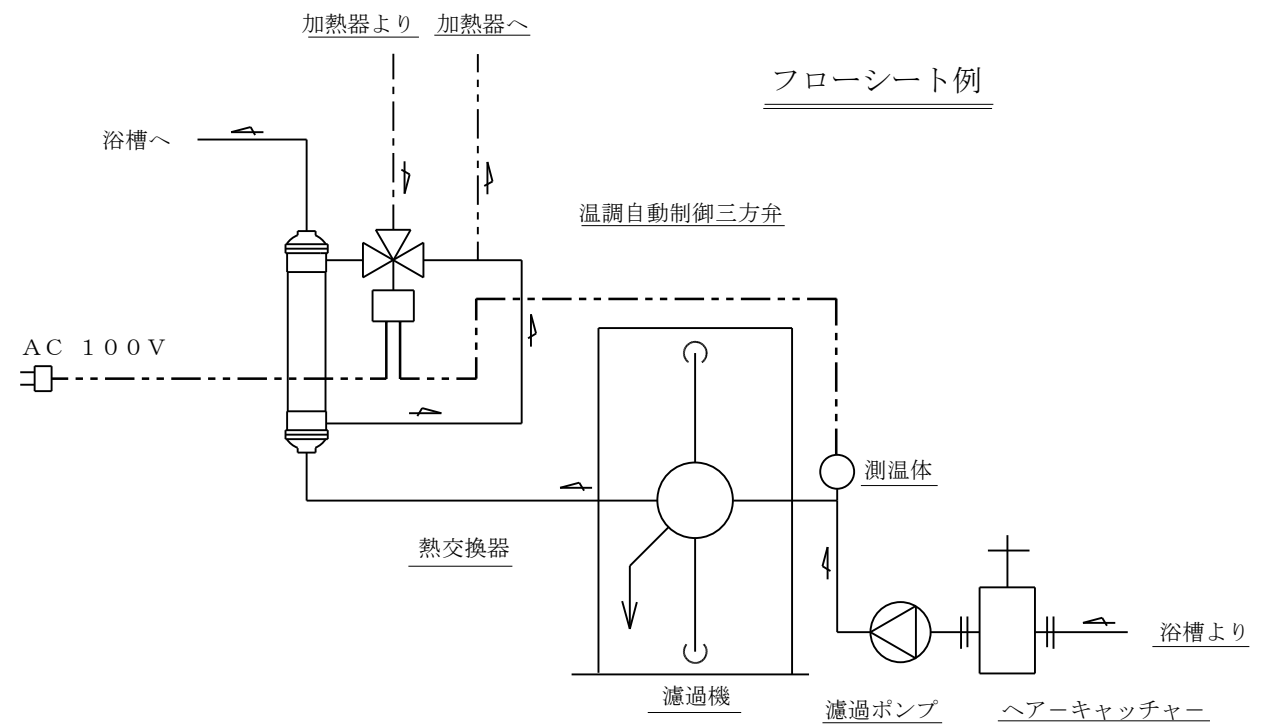 加熱器より
加熱器へ
フローシート例
浴槽へ
温調自動制御三方弁
ＡＣ １００Ｖ
測温体
熱交換器
浴槽より
濾過機
濾過ポンプ
ヘア－キャッチャ－